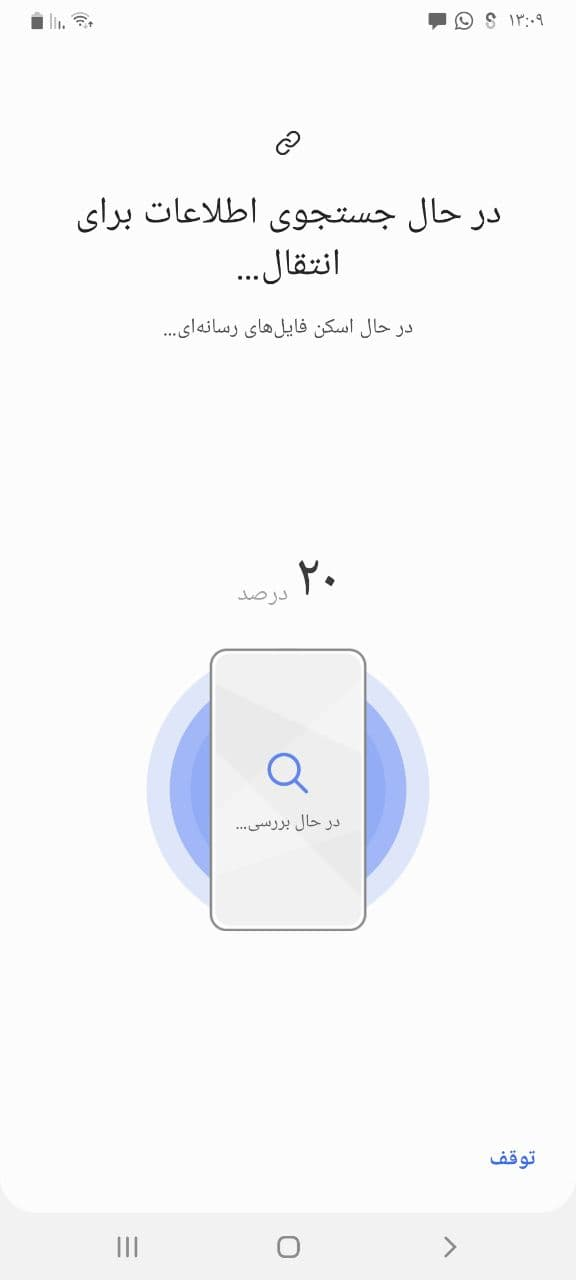 ۱۳:۰۹
در حال جستجوی اطلاعات برای
انتقال...
در حال اسکن فایل‌های رسانه‌ای...
۲۰ درصد
در حال بررسی...
توقف